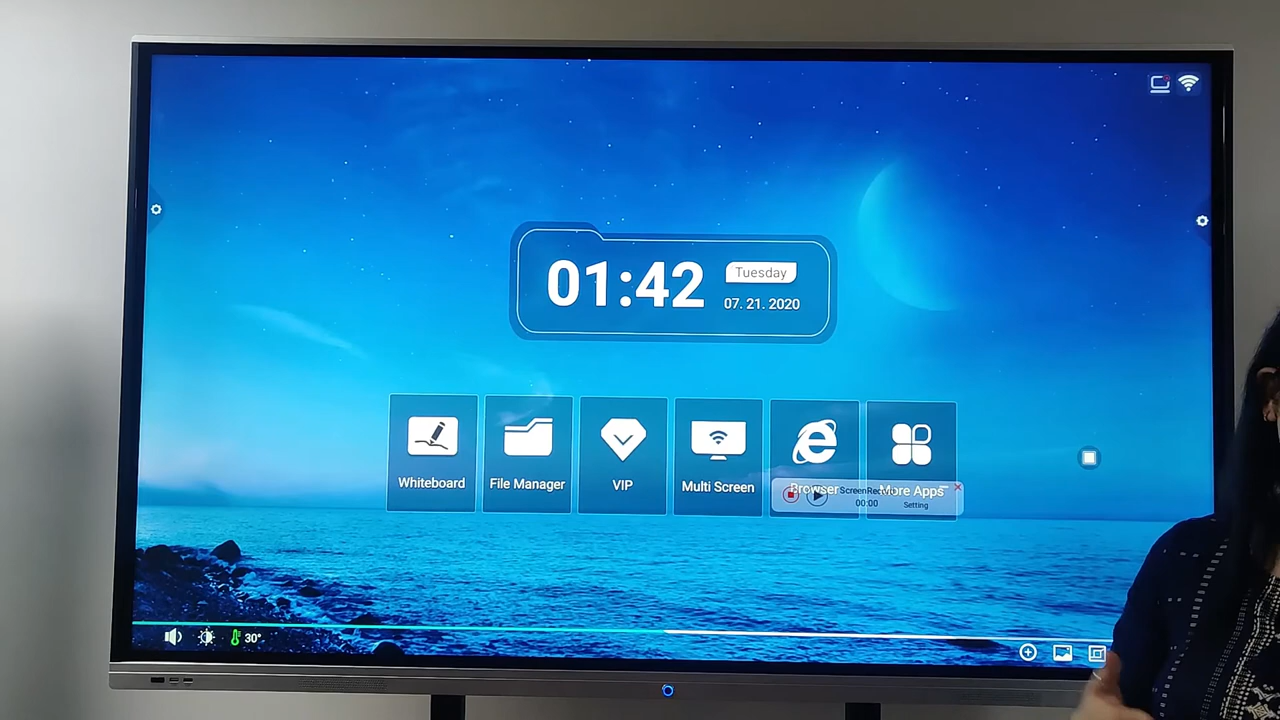 01:42
Tuesday
07. 21. 2020
Whiteboard
File Manager
VIP
Multi Screen
Browser
More Apps
00:00
Setting
30°